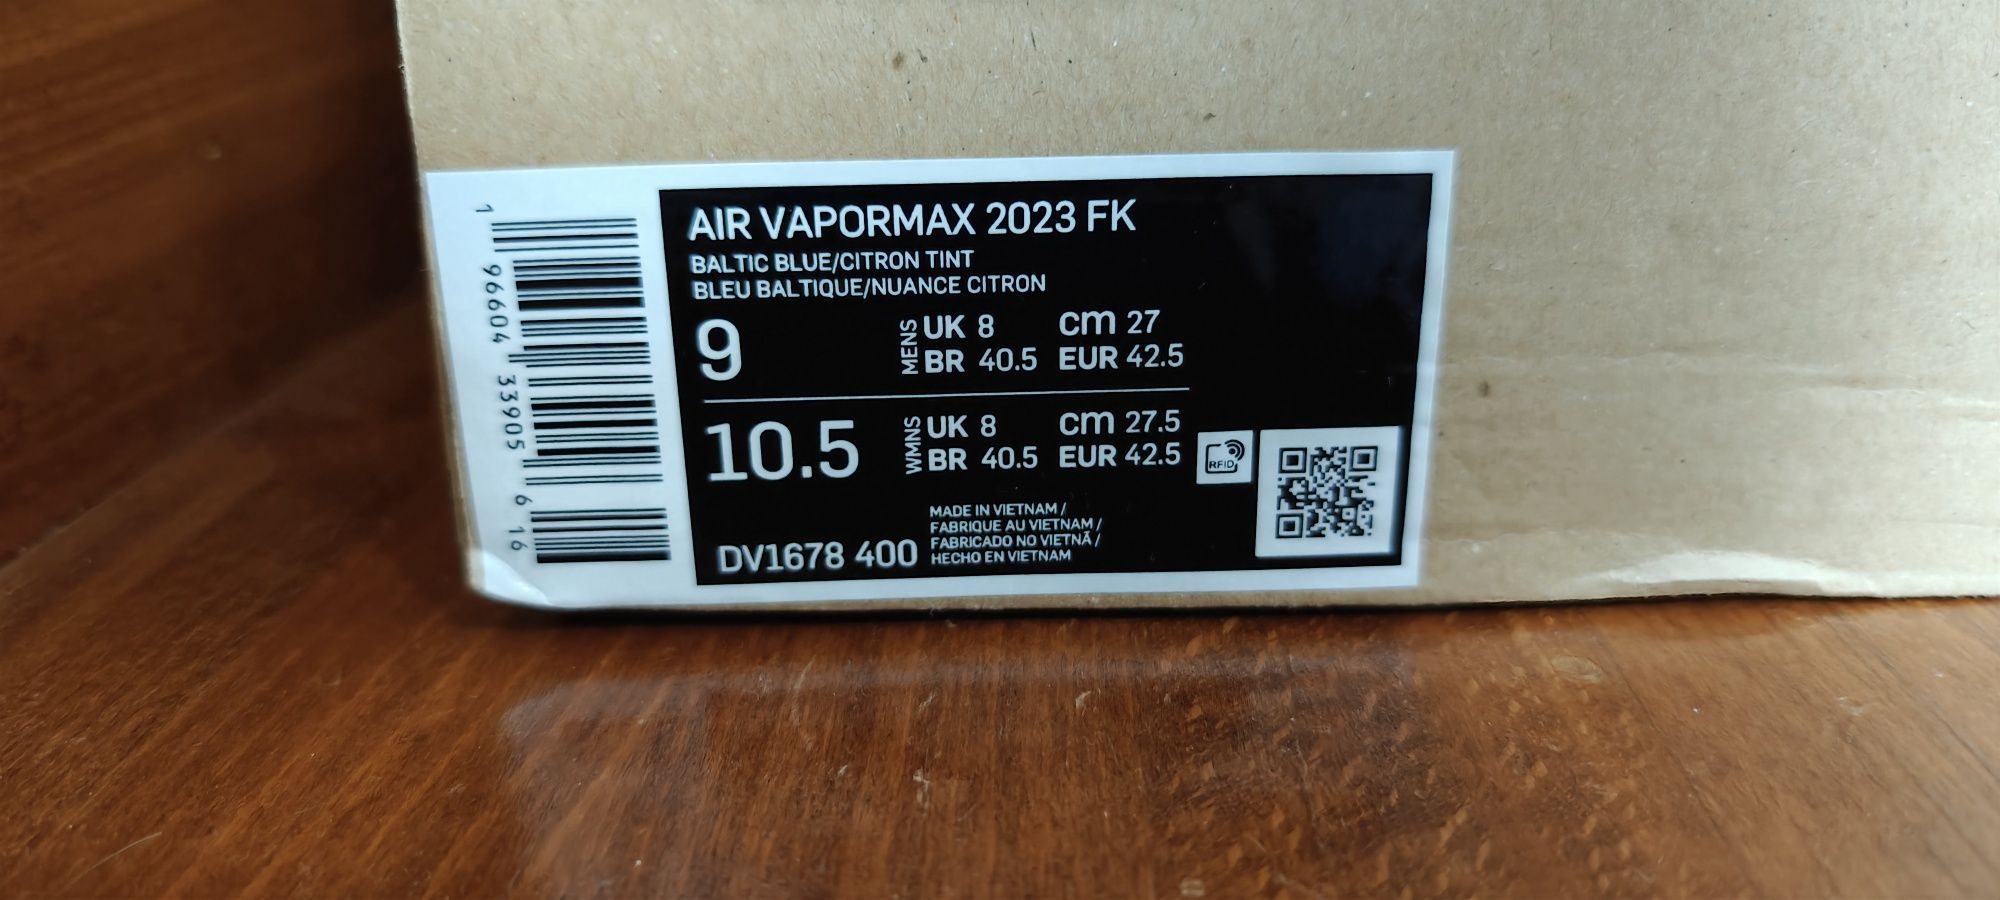 AIR VAPORMAX 2023 FK
BALTIC BLUE/CITRON TINT
BLEU BALTIQUE/NUANCE CITRON
9 MENS UK 8 cm 27
BR 40.5 EUR 42.5
10.5 WMNS UK 8 cm 27.5
BR 40.5 EUR 42.5
RFID
MADE IN VIETNAM /
FABRIQUE AU VIETNAM /
FABRICADO NO VIETNÃ /
HECHO EN VIETNAM
DV1678 400
1 96604 33905 6 16